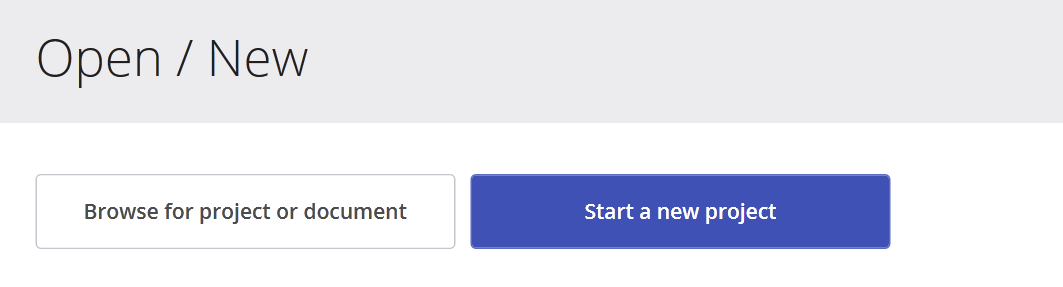 Open / New
Browse for project or document
Start a new project